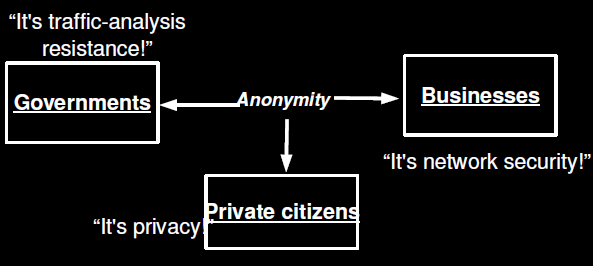 “It's traffic-analysis
resistance!”
Governments
Anonymity
Businesses
“It's network security!”
Private citizens
“It's privacy!”